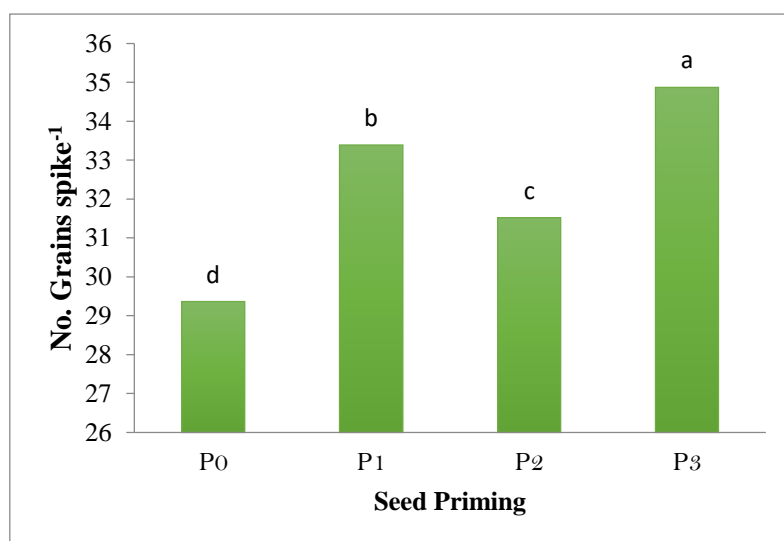 No. Grains spike-1
36
35
34
33
32
31
30
29
28
27
26
d
b
c
a
P0
P1
P2
P3
Seed Priming